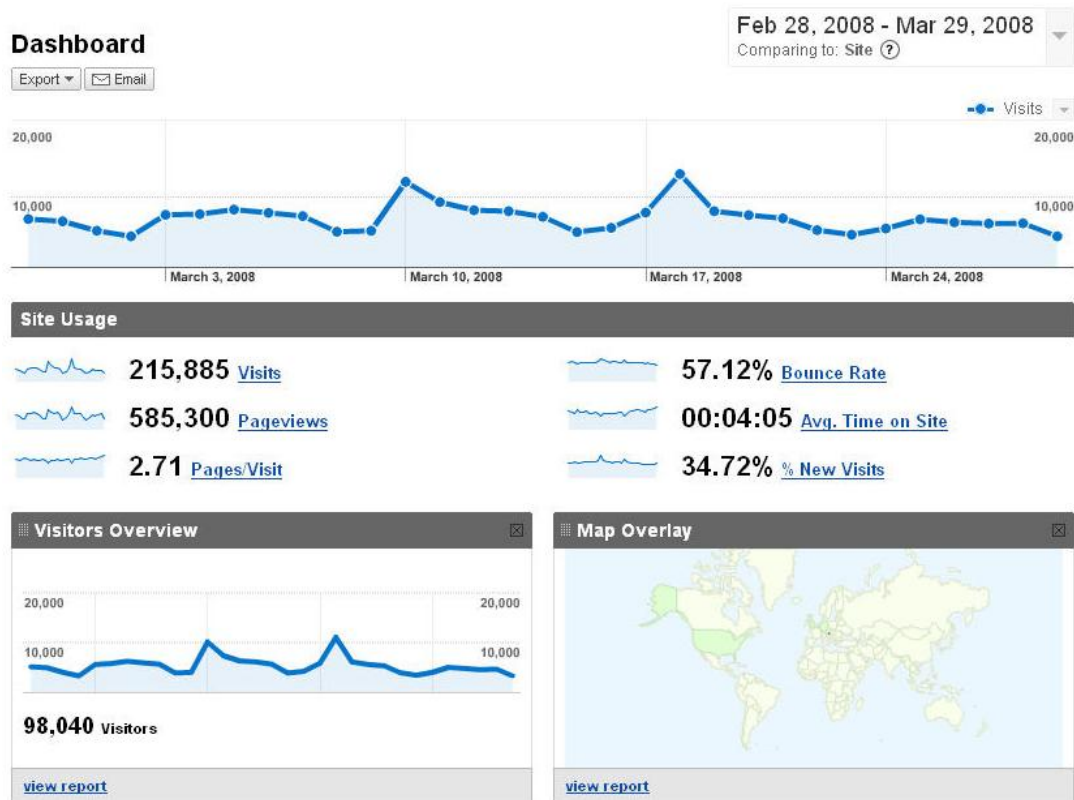 Dashboard
Feb 28, 2008 - Mar 29, 2008
Comparing to: Site ?
Export Email
Visits
20,000 20,000
10,000 10,000
March 3, 2008 March 10, 2008 March 17, 2008 March 24, 2008
Site Usage
215,885 Visits
57.12% Bounce Rate
585,300 Pageviews
00:04:05 Avg. Time on Site
2.71 Pages/Visit
34.72% % New Visits
Visitors Overview
20,000 20,000
10,000 10,000
98,040 Visitors
view report
Map Overlay
view report